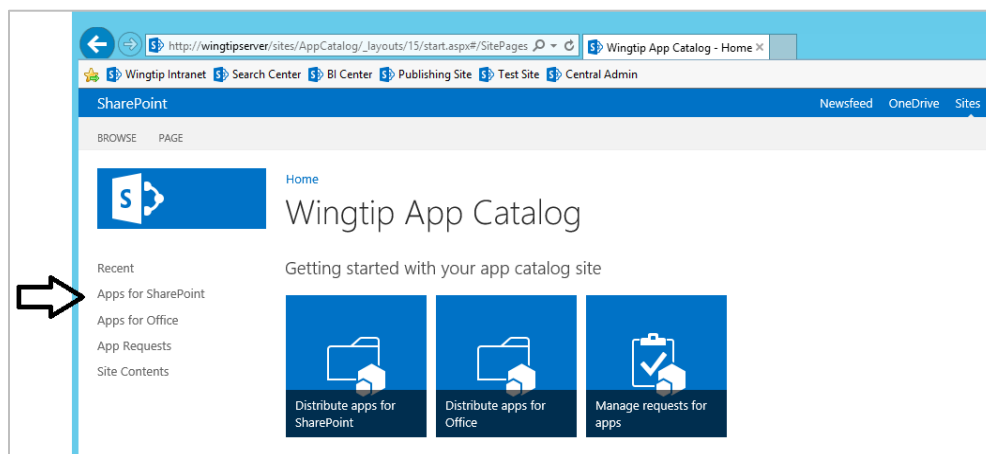 http://wingtipserver/sites/AppCatalog/_layouts/15/start.aspx#/SitePages
Wingtip App Catalog - Home
Wingtip Intranet Search Center BI Center Publishing Site Test Site Central Admin
SharePoint Newsfeed OneDrive Sites
BROWSE PAGE
S
Home
Wingtip App Catalog
Recent
Apps for SharePoint
Apps for Office
App Requests
Site Contents
Getting started with your app catalog site
Distribute apps for
SharePoint
Distribute apps for
Office
Manage requests for
apps